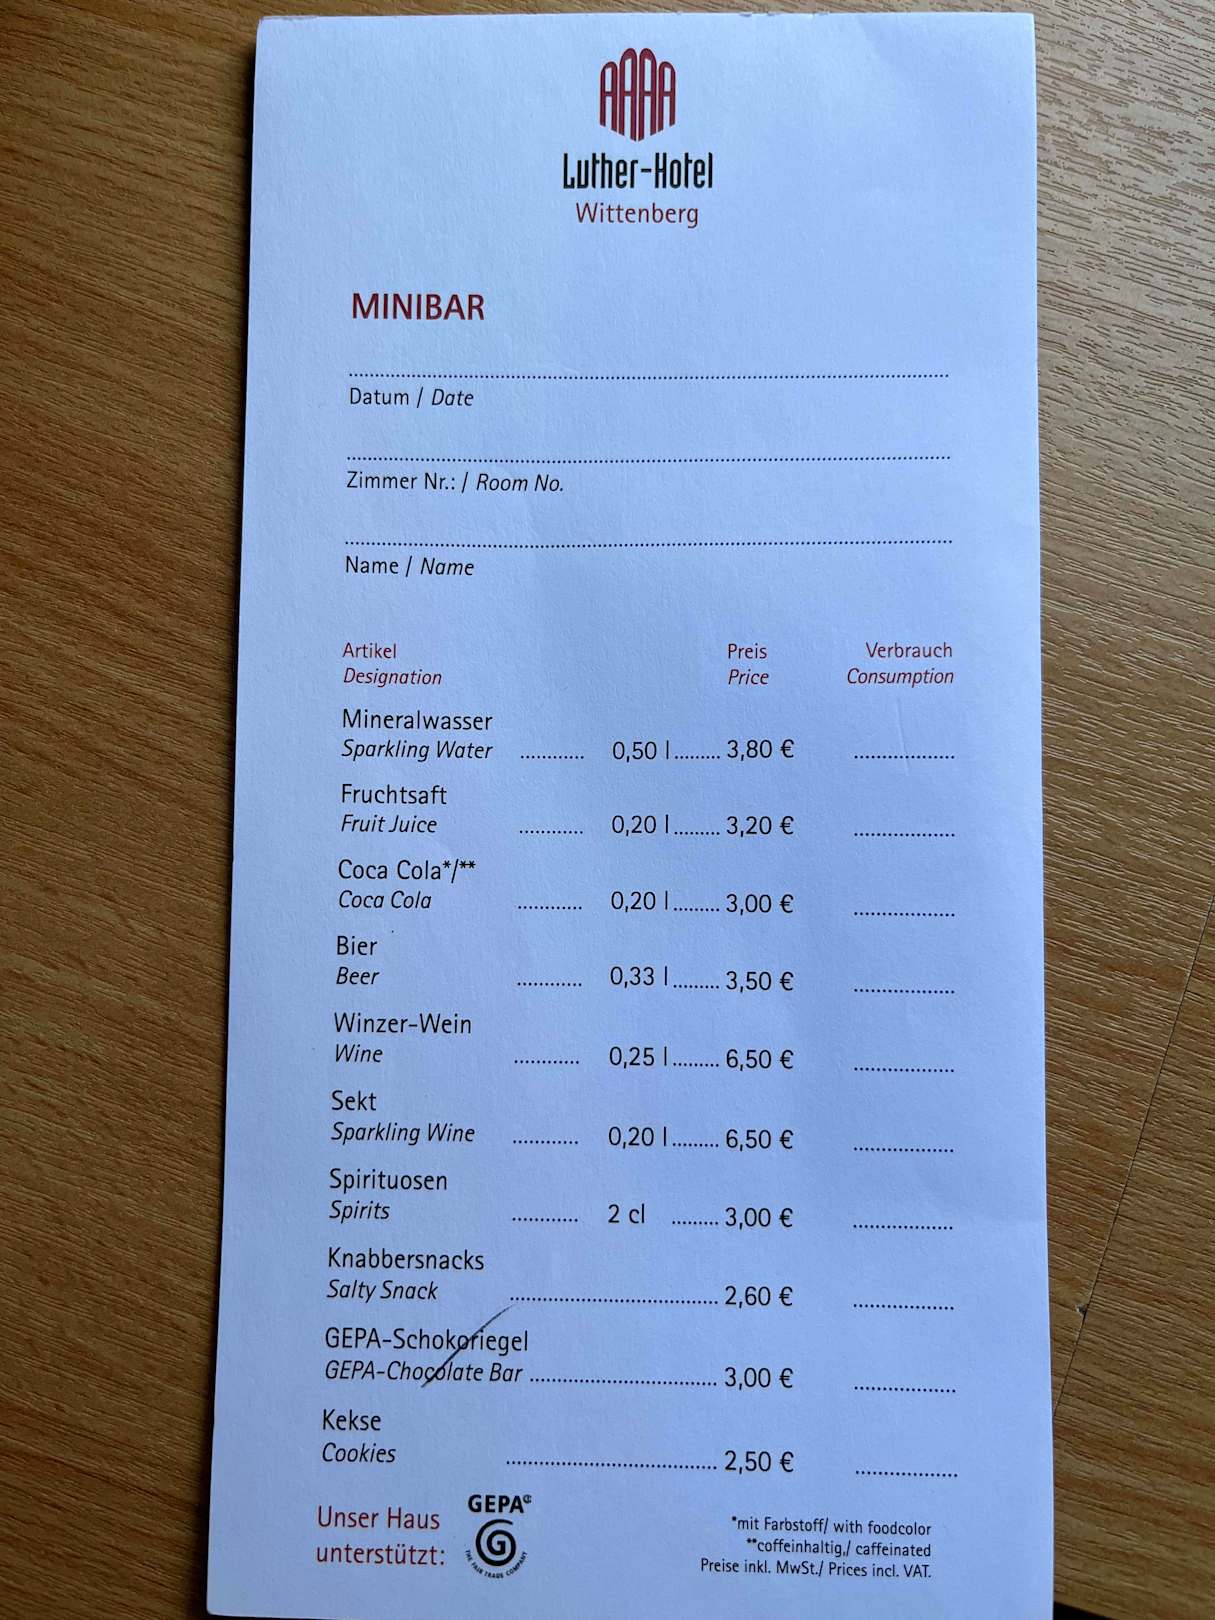 Luther-Hotel
Wittenberg
MINIBAR
Datum / Date
Zimmer Nr.: / Room No.
Name / Name
Artikel Preis Verbrauch
Designation Price Consumption
Mineralwasser
Sparkling Water ............ 0,50 l ......... 3,80 € ...................
Fruchtsaft
Fruit Juice ............ 0,20 l ......... 3,20 € ...................
Coca Cola*/**
Coca Cola ............ 0,20 l ......... 3,00 € ...................
Bier
Beer ............ 0,33 l ......... 3,50 € ...................
Winzer-Wein
Wine ............ 0,25 l ......... 6,50 € ...................
Sekt
Sparkling Wine ............ 0,20 l ......... 6,50 € ...................
Spirituosen
Spirits ............ 2 cl ......... 3,00 € ...................
Knabbersnacks
Salty Snack ...................................... 2,60 € ...................
GEPA-Schokoriegel
GEPA-Chocolate Bar .................................. 3,00 € ...................
Kekse
Cookies ...................................... 2,50 € ...................
Unser Haus
unterstützt:
GEPA
G
THE FAIR TRADE COMPANY
*mit Farbstoff/ with foodcolor
**coffeinhaltig,/ caffeinated
Preise inkl. MwSt./ Prices incl. VAT.